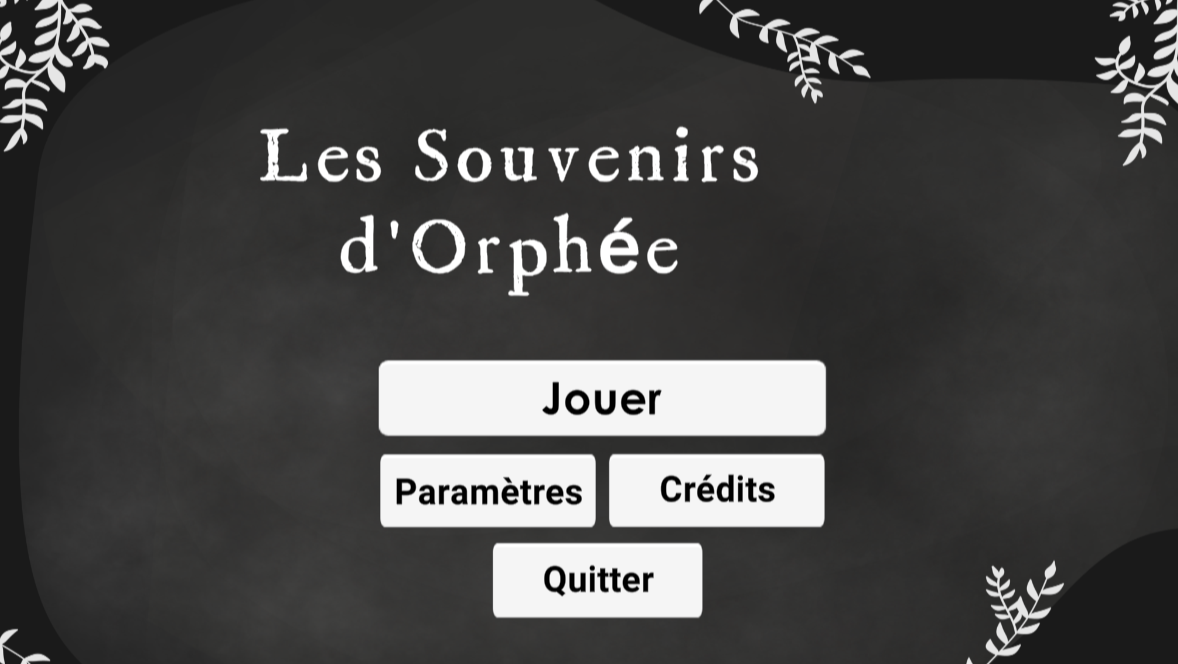 Les Souvenirs
d'Orphée
Jouer
Paramètres
Crédits
Quitter